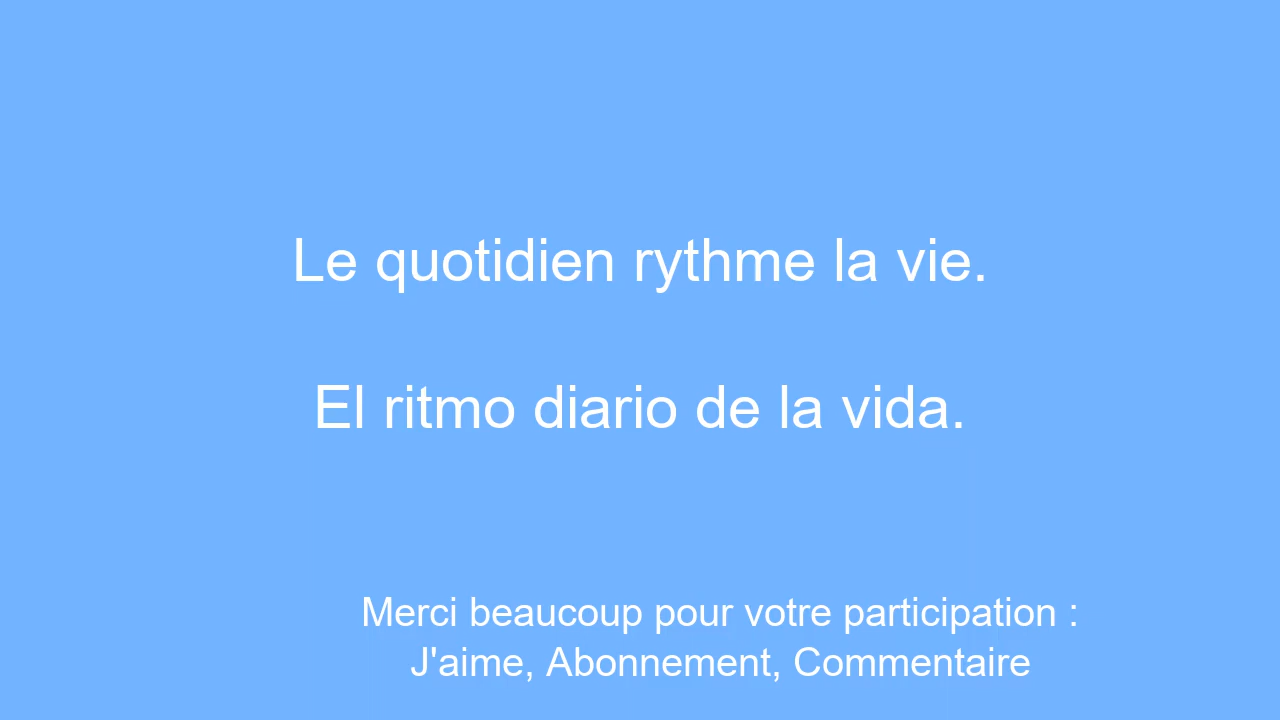 Le quotidien rythme la vie.
El ritmo diario de la vida.
Merci beaucoup pour votre participation :
J'aime, Abonnement, Commentaire